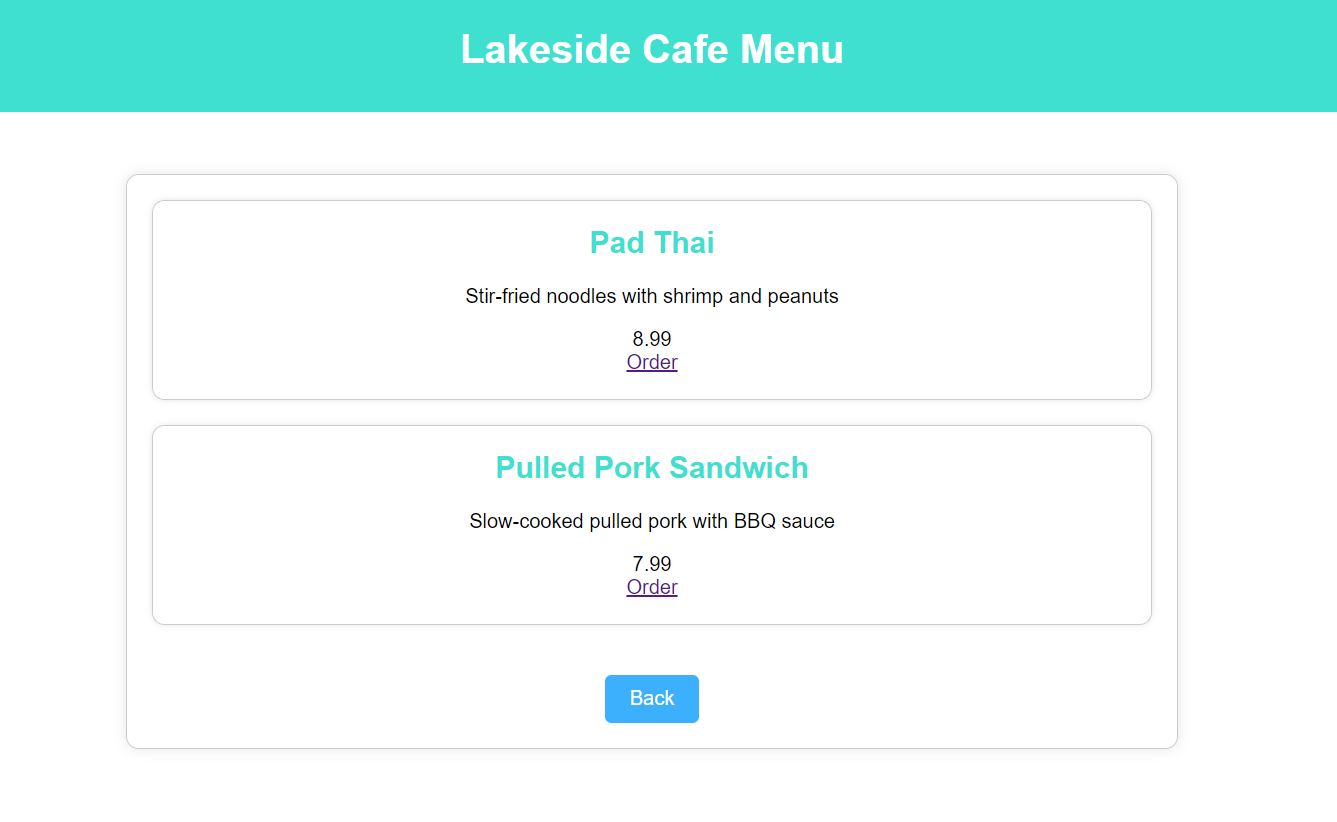 Lakeside Cafe Menu
Pad Thai
Stir-fried noodles with shrimp and peanuts
8.99
Order
Pulled Pork Sandwich
Slow-cooked pulled pork with BBQ sauce
7.99
Order
Back